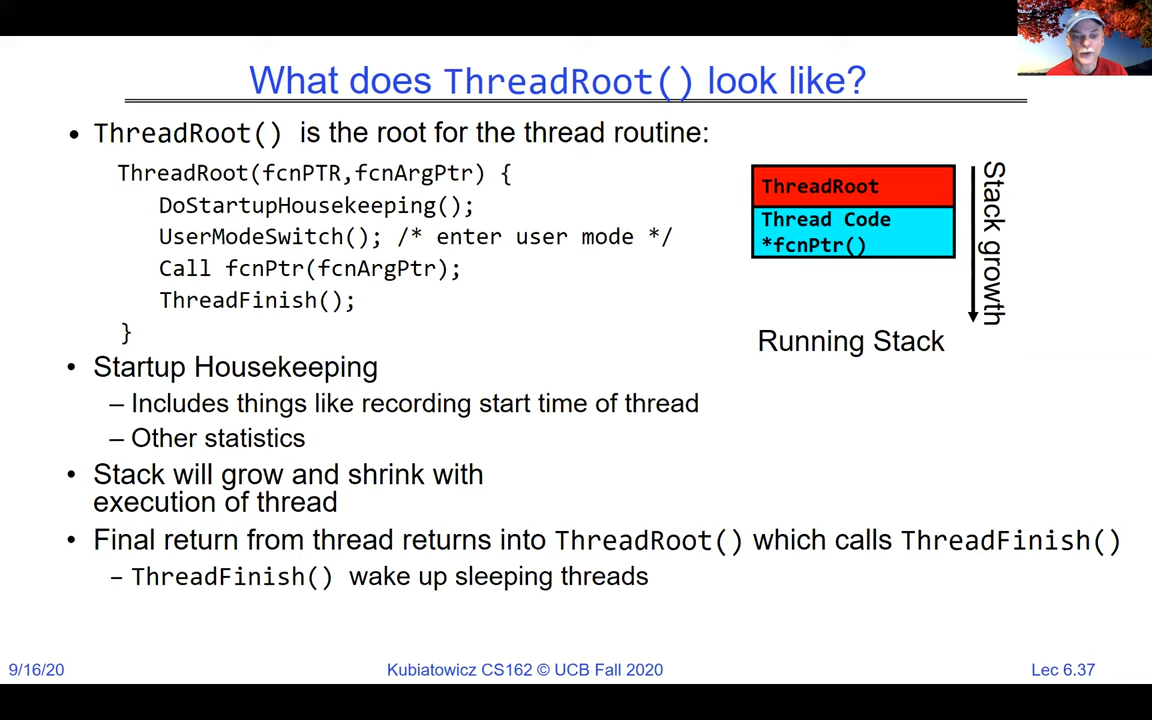 What does ThreadRoot() look like?
• ThreadRoot() is the root for the thread routine:
ThreadRoot(fcnPTR,fcnArgPtr) {
DoStartupHousekeeping();
UserModeSwitch(); /* enter user mode */
Call fcnPtr(fcnArgPtr);
ThreadFinish();
}
ThreadRoot
Thread Code
*fcnPtr()
Stack growth
Running Stack
• Startup Housekeeping
– Includes things like recording start time of thread
– Other statistics
• Stack will grow and shrink with
execution of thread
• Final return from thread returns into ThreadRoot() which calls ThreadFinish()
– ThreadFinish() wake up sleeping threads
9/16/20
Kubiatowicz CS162 © UCB Fall 2020
Lec 6.37